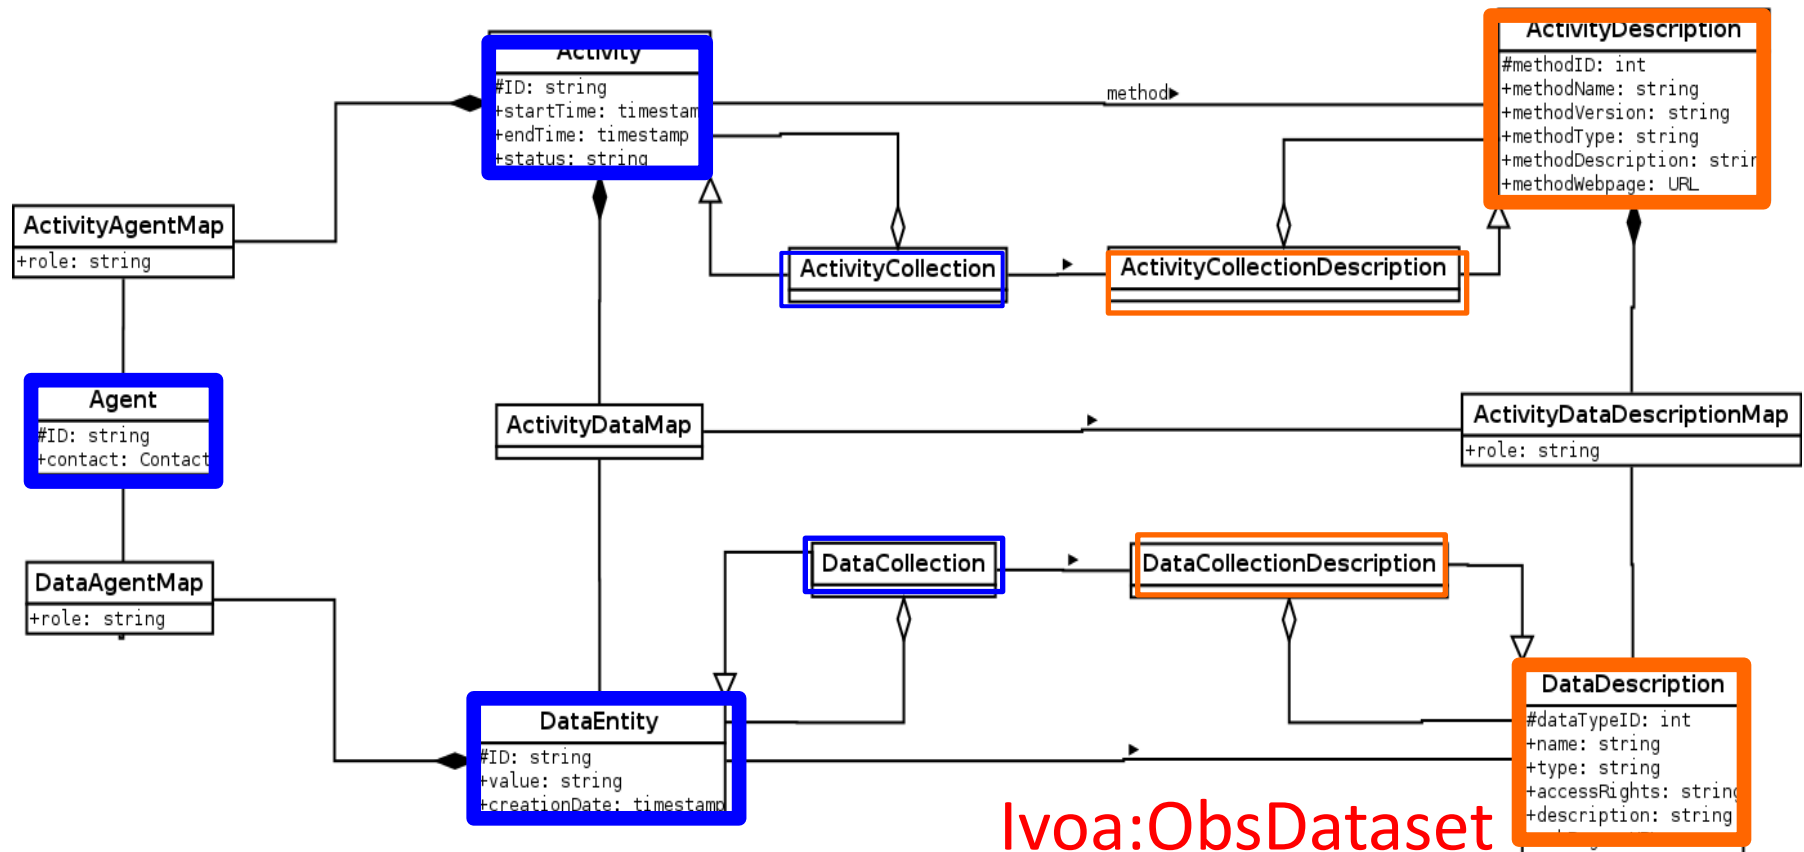 Activity
#ID: string
+startTime: timestam
+endTime: timestamp
+status: string
method
ActivityDescription
#methodID: int
+methodName: string
+methodVersion: string
+methodType: string
+methodDescription: strin
+methodWebpage: URL
ActivityAgentMap
+role: string
ActivityCollection
ActivityCollectionDescription
Agent
#ID: string
+contact: Contact
ActivityDataMap
ActivityDataDescriptionMap
+role: string
DataAgentMap
+role: string
DataCollection
DataCollectionDescription
DataEntity
#ID: string
+value: string
+creationDate: timestamp
DataDescription
#dataTypeID: int
+name: string
+type: string
+accessRights: string
+description: string
Ivoa:ObsDataset